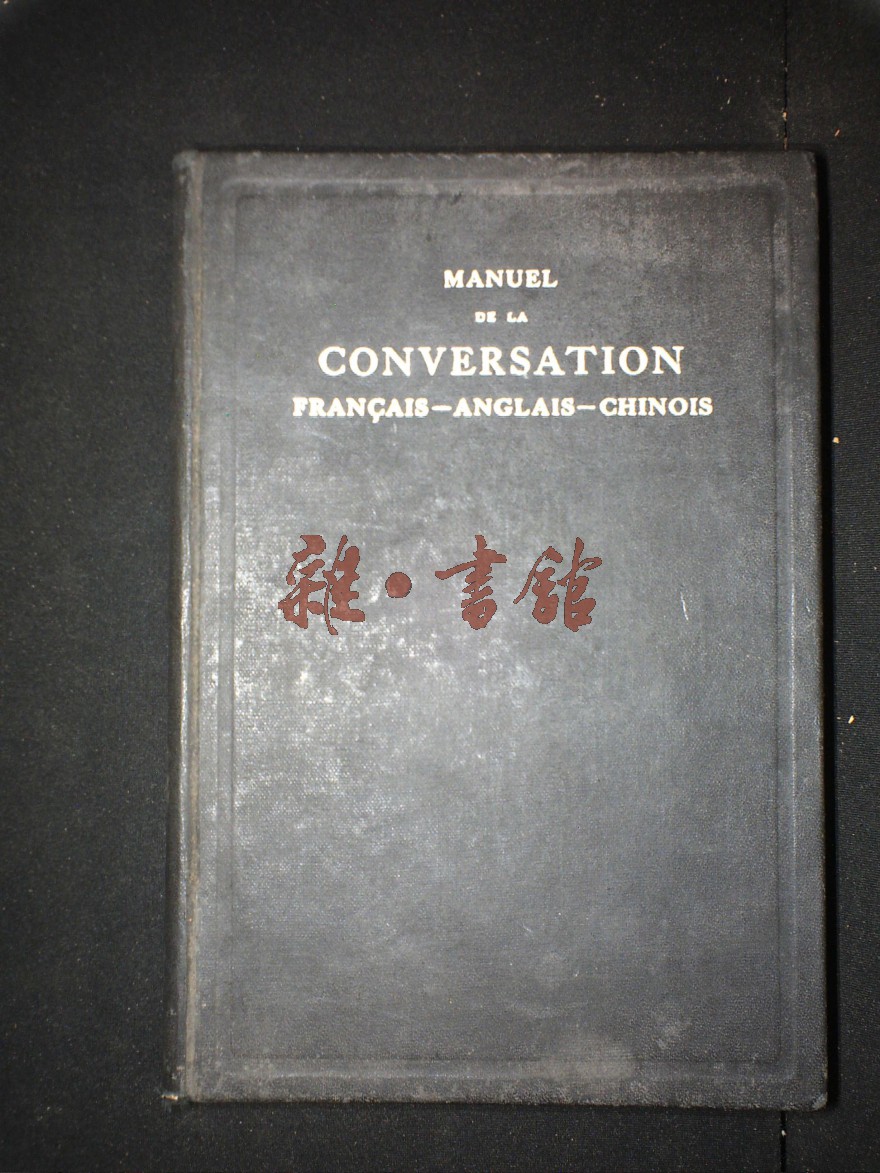 MANUEL
DE LA
CONVERSATION
FRANÇAIS—ANGLAIS—CHINOIS
雜·書館